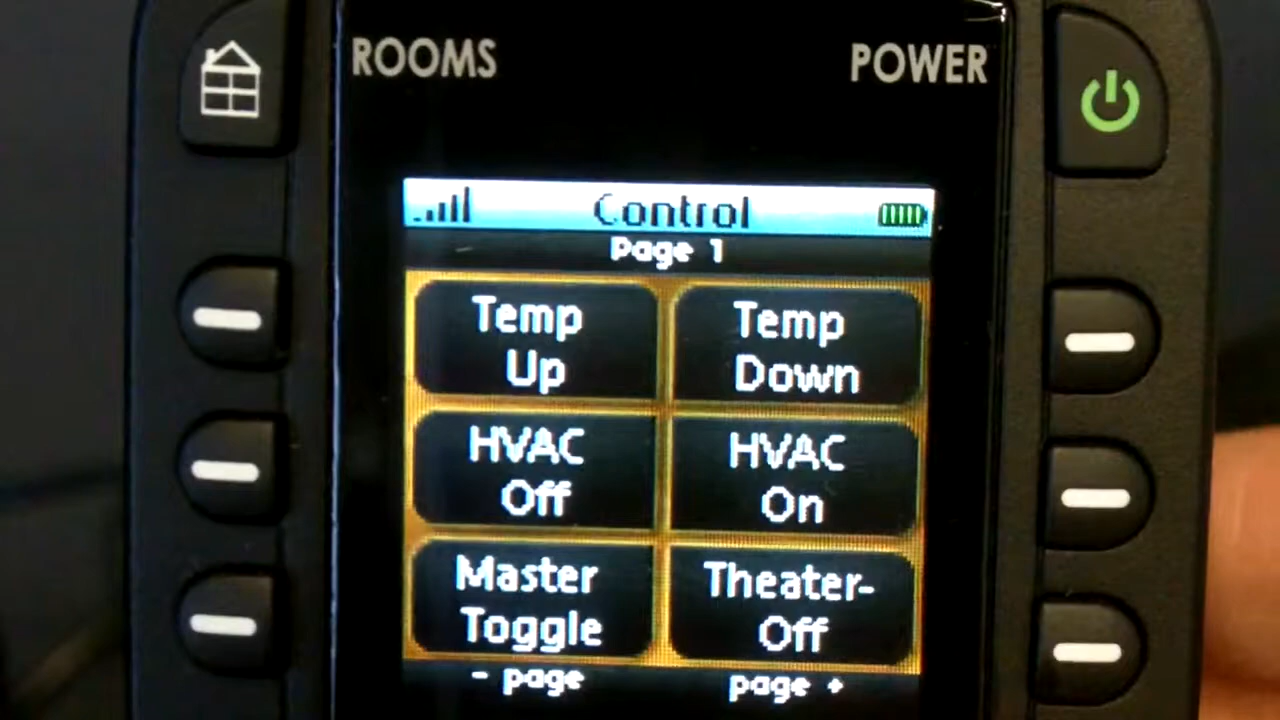 ROOMS POWER
Control
Page 1
Temp
Up
Temp
Down
HVAC
Off
HVAC
On
Master
Toggle
Theater-
Off
- page
page +